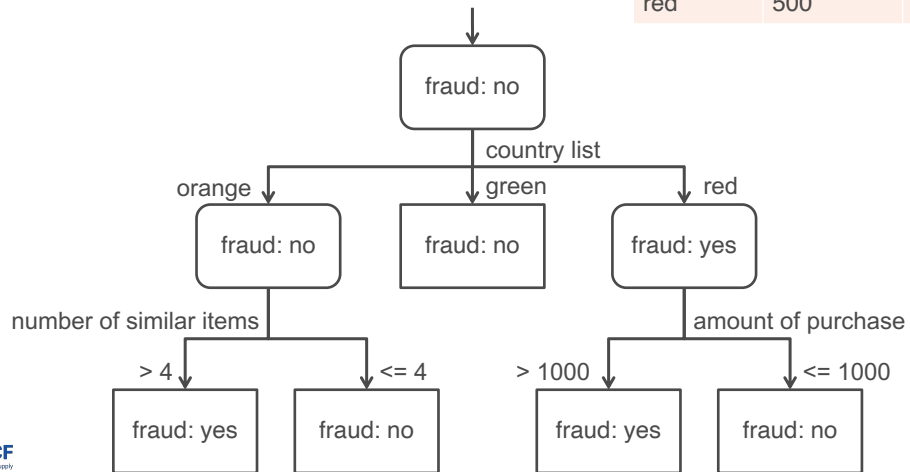 red 500
fraud: no
country list
orange green red
fraud: no fraud: no fraud: yes
number of similar items amount of purchase
> 4 <= 4 > 1000 <= 1000
fraud: yes fraud: no fraud: yes fraud: no
CF